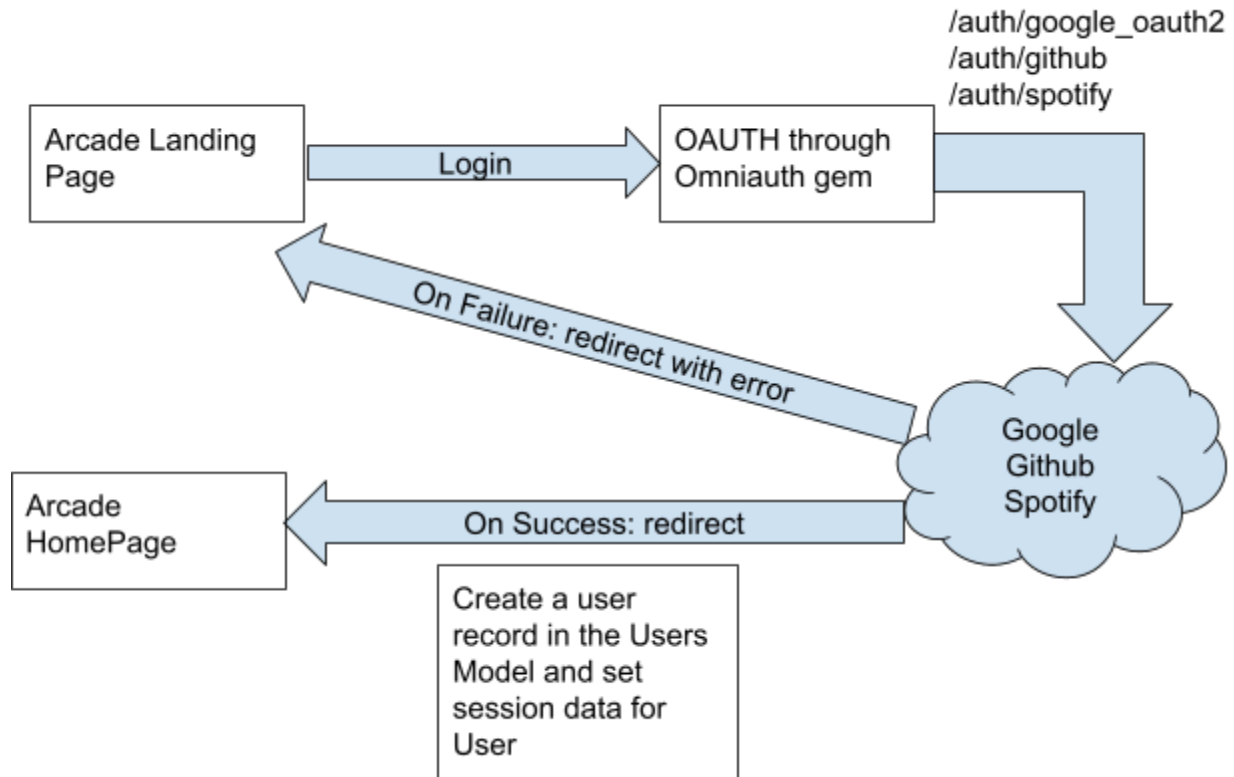 /auth/google_oauth2
/auth/github
/auth/spotify
Arcade Landing
Page
Login
OAUTH through
Omniauth gem
On Failure: redirect with error
Google
Github
Spotify
Arcade
HomePage
On Success: redirect
Create a user
record in the Users
Model and set
session data for
User